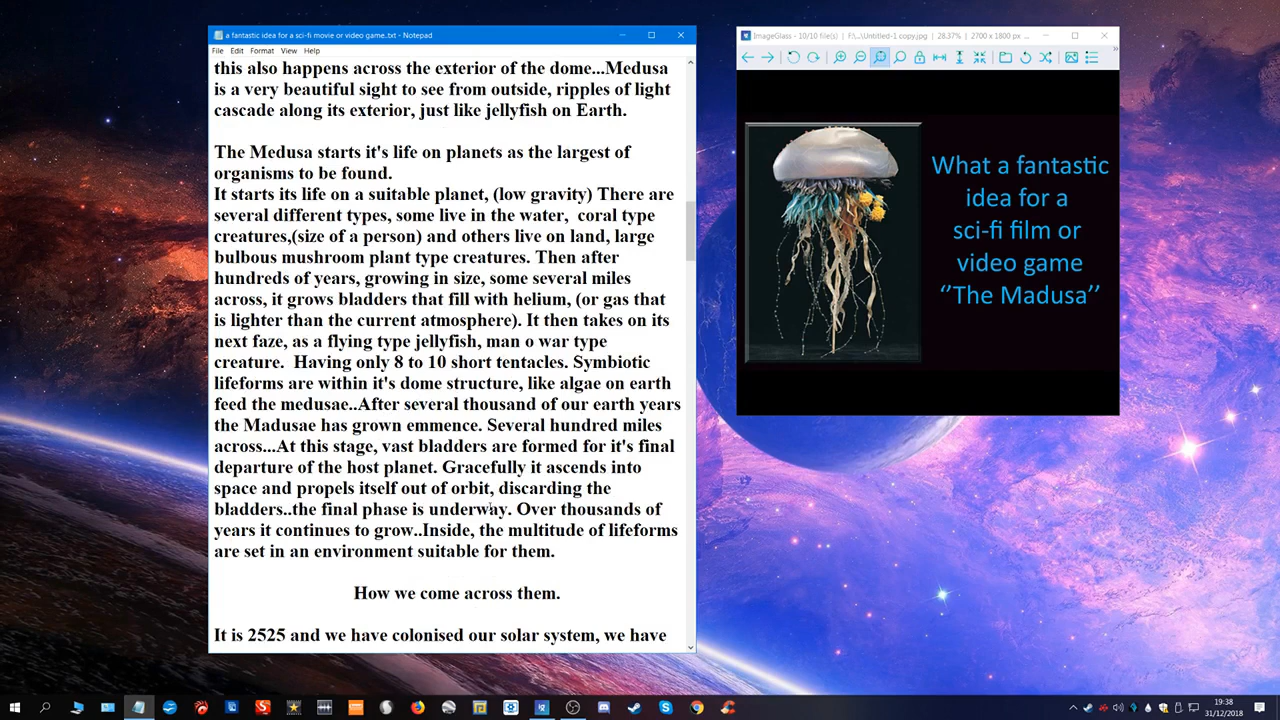 a fantastic idea for a sci-fi movie or video game..txt - Notepad
File Edit Format View Help
this also happens across the exterior of the dome...Medusa
is a very beautiful sight to see from outside, ripples of light
cascade along its exterior, just like jellyfish on Earth.
The Medusa starts it's life on planets as the largest of
organisms to be found.
It starts its life on a suitable planet, (low gravity) There are
several different types, some live in the water,  coral type
creatures,(size of a person) and others live on land, large
bulbous mushroom plant type creatures. Then after
hundreds of years, growing in size, some several miles
across, it grows bladders that fill with helium, (or gas that
is lighter than the current atmosphere). It then takes on its
next faze, as a flying type jellyfish, man o war type
creature.  Having only 8 to 10 short tentacles. Symbiotic
lifeforms are within it's dome structure, like algae on earth
feed the medusae..After several thousand of our earth years
the Madusae has grown emmence. Several hundred miles
across...At this stage, vast bladders are formed for it's final
departure of the host planet. Gracefully it ascends into
space and propels itself out of orbit, discarding the
bladders..the final phase is underway. Over thousands of
years it continues to grow..Inside, the multitude of lifeforms
are set in an environment suitable for them.
How we come across them.
It is 2525 and we have colonised our solar system, we have
ImageGlass - 10/10 file(s) | F:\...\Untitled-1 copy.jpg | 28.37% | 2700 x 1800 px ...
What a fantastic
idea for a
sci-fi film or
video game
‘’The Madusa’’
19:38
31/12/2018